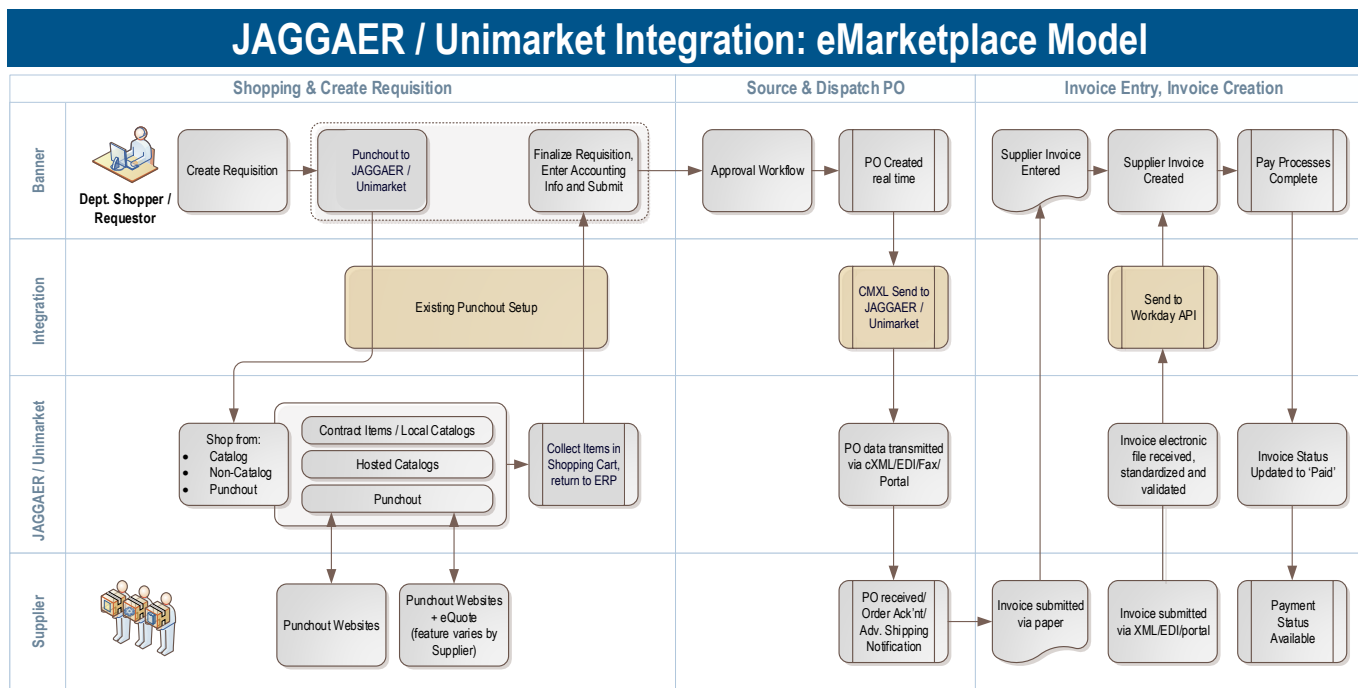 JAGGAER / Unimarket Integration: eMarketplace Model
Shopping & Create Requisition
Source & Dispatch PO
Invoice Entry, Invoice Creation
Banner
Dept. Shopper /
Requestor
Create Requisition
Punchout to
JAGGAER /
Unimarket
Finalize Requisition,
Enter Accounting
Info and Submit
Approval Workflow
PO Created
real time
Supplier Invoice
Entered
Supplier Invoice
Created
Pay Processes
Complete
Integration
Existing Punchout Setup
CMXL Send to
JAGGAER /
Unimarket
Send to
Workday API
JAGGAER/ Unimarket
Shop from:
• Catalog
• Non-Catalog
• Punchout
Contract Items / Local Catalogs
Hosted Catalogs
Punchout
Collect Items in
Shopping Cart,
return to ERP
PO data transmitted
via cXML/EDI/Fax/
Portal
Invoice electronic
file received,
standardized and
validated
Invoice Status
Updated to ‘Paid’
Supplier
Punchout Websites
Punchout Websites
+ eQuote
(feature varies by
Supplier)
PO received/
Order Ack’nt/
Adv. Shipping
Notification
Invoice submitted
via paper
Invoice submitted
via XML/EDI/portal
Payment
Status
Available